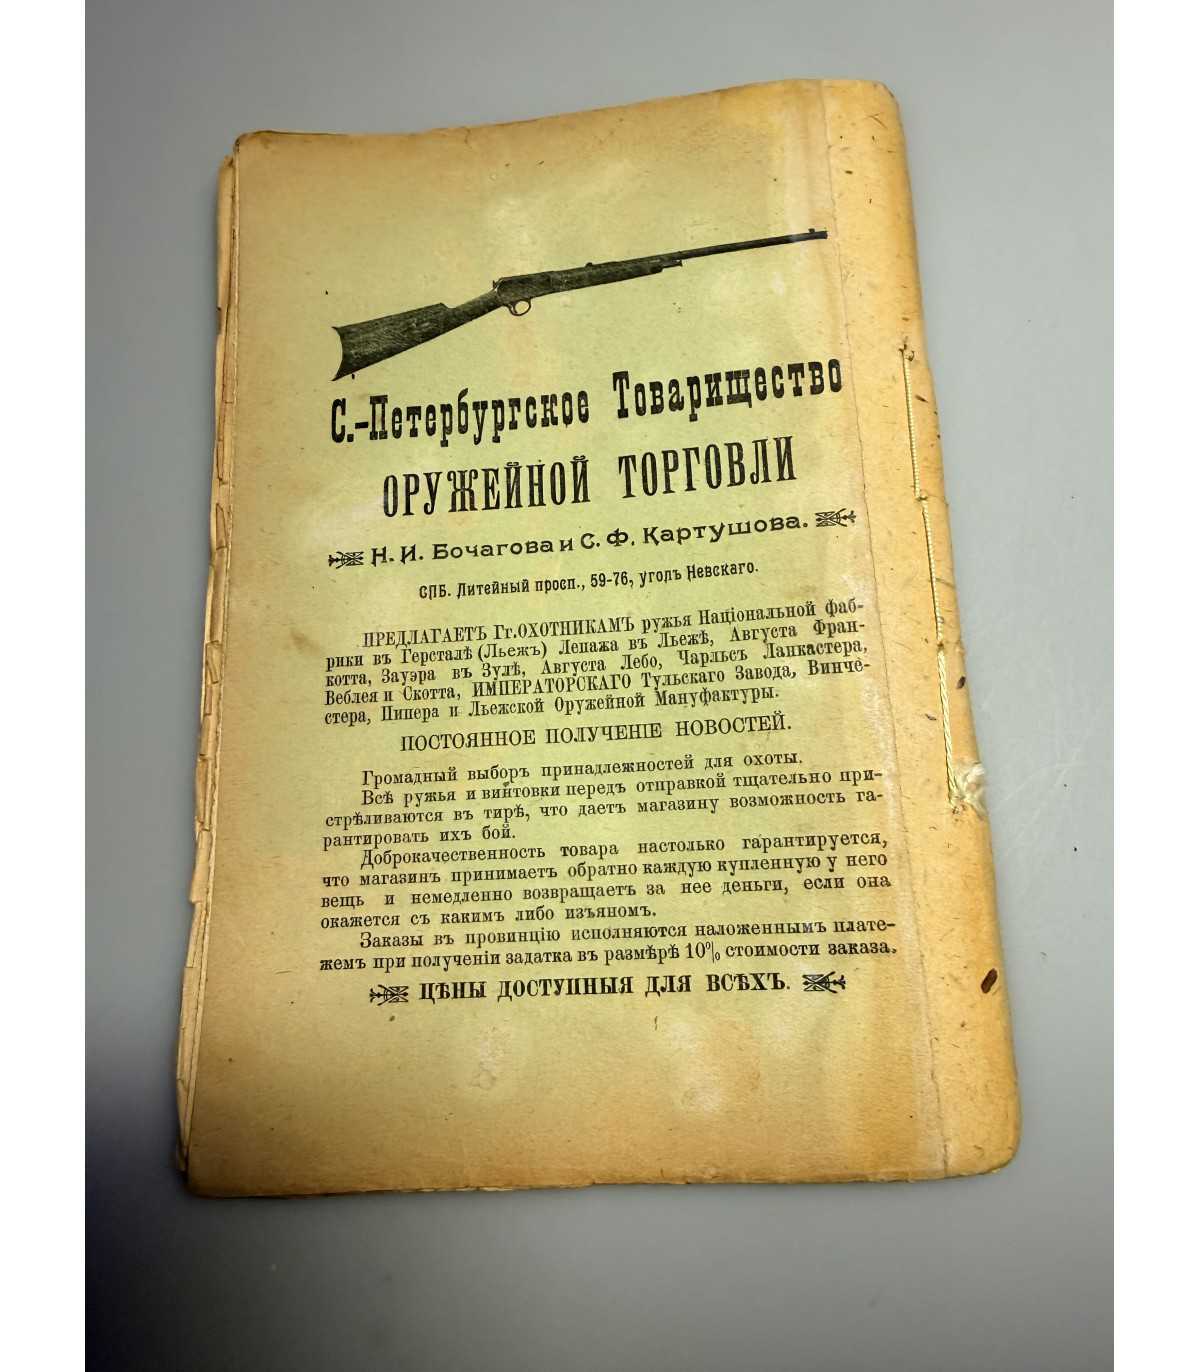 С.-Петербургское Товарищество
ОРУЖЕЙНОЙ ТОРГОВЛИ
Н. И. Бочагова и С. Ф. Картушова.
СПБ. Литейный просп., 59-76, уголъ Невскаго.
ПРЕДЛАГАЕТЪ Гг. ОХОТНИКАМЪ ружья Національной фаб-
рики въ Герсталѣ (Льежъ) Лепажа въ Льежѣ, Августа Фран-
котта, Зауэра въ Зулѣ, Августа Лебо, Чарльсъ Ланкастера,
Веблея и Скотта, ИМПЕРАТОРСКАГО Тульскаго Завода, Винче-
стера, Пипера и Льежской Оружейной Мануфактуры.
ПОСТОЯННОЕ ПОЛУЧЕНІЕ НОВОСТЕЙ.
Громадный выборъ принадлежностей для охоты.
Всѣ ружья и винтовки передъ отправкой тщательно при-
стрѣливаются въ тирѣ, что даетъ магазину возможность га-
рантировать ихъ бой.
Доброкачественность товара настолько гарантируется,
что магазинъ принимаетъ обратно каждую купленную у него
вещь и немедленно возвращаетъ за нее деньги, если она
окажется съ какимъ либо изъяномъ.
Заказы въ провинцію исполняются наложеннымъ плате-
жемъ при полученіи задатка въ размѣрѣ 10% стоимости заказа.
ЦѢНЫ ДОСТУПНЫЯ ДЛЯ ВСѢХЪ.